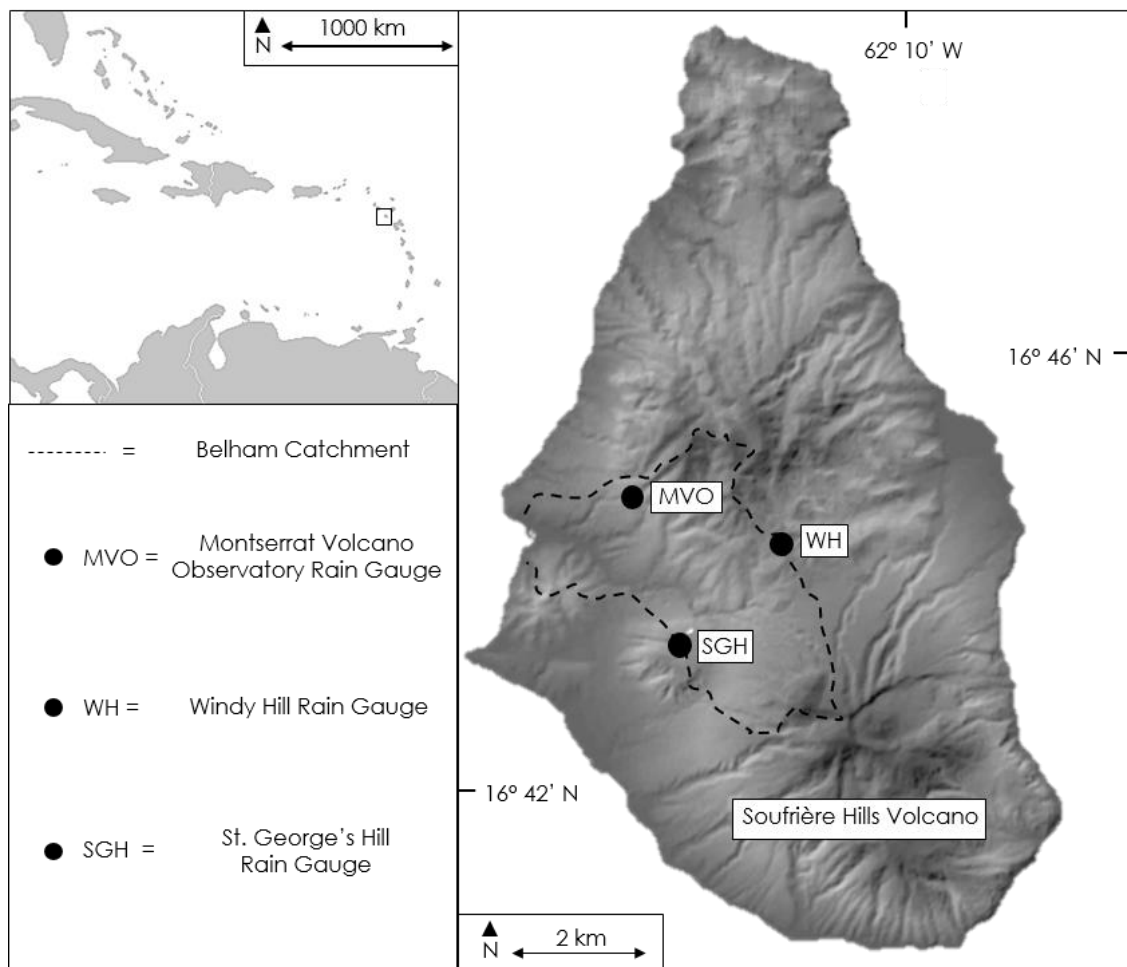 1000 km
N
62° 10' W
16° 46' N
----------- = Belham Catchment
MVO
MVO = Montserrat Volcano
Observatory Rain Gauge
WH
SGH
WH = Windy Hill Rain Gauge
16° 42' N
Soufrière Hills Volcano
SGH = St. George's Hill
Rain Gauge
2 km
N